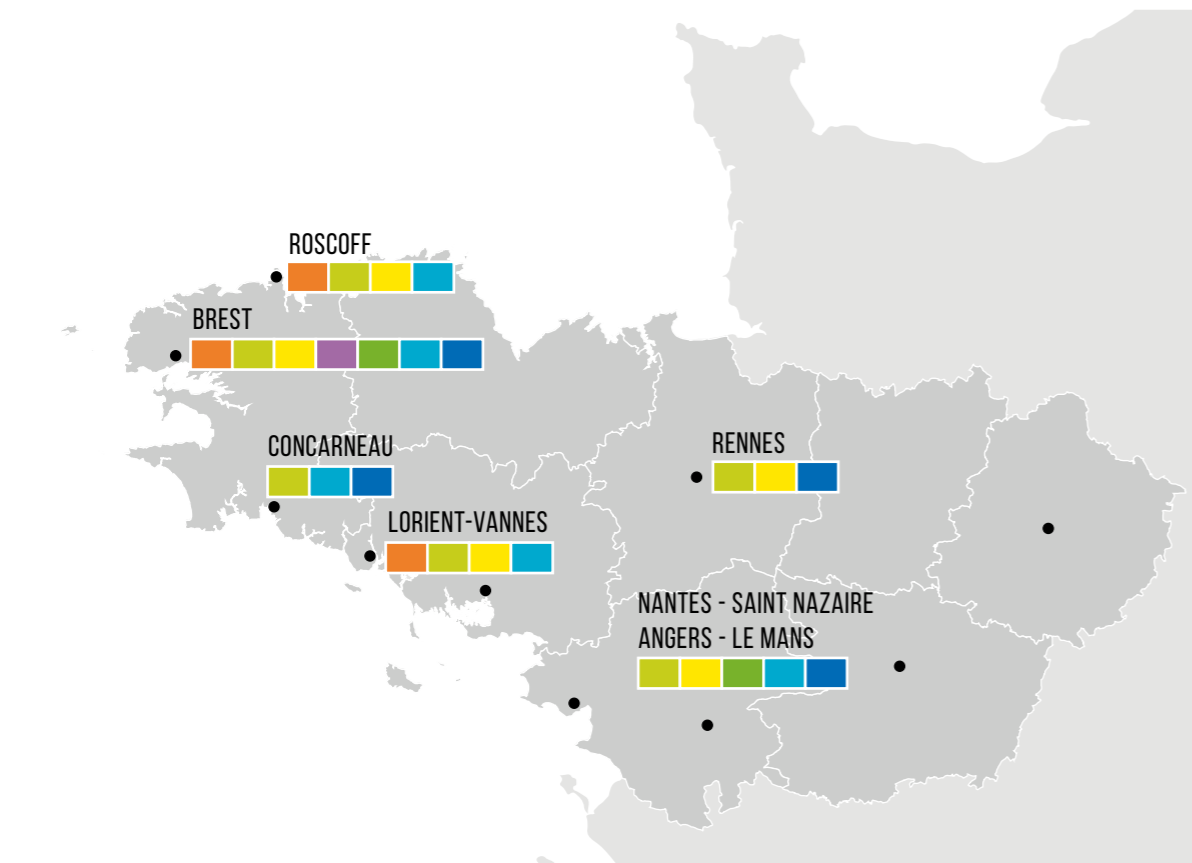 ROSCOFF
BREST
CONCARNEAU
RENNES
LORIENT-VANNES
NANTES - SAINT NAZAIRE
ANGERS - LE MANS